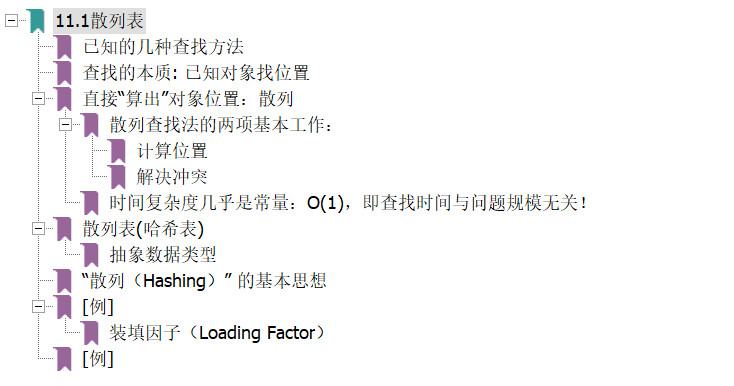 11.1散列表
已知的几种查找方法
查找的本质: 已知对象找位置
直接“算出”对象位置：散列
散列查找法的两项基本工作：
计算位置
解决冲突
时间复杂度几乎是常量：O(1)，即查找时间与问题规模无关！
散列表(哈希表)
抽象数据类型
“散列（Hashing）” 的基本思想
[例]
装填因子（Loading Factor）
[例]